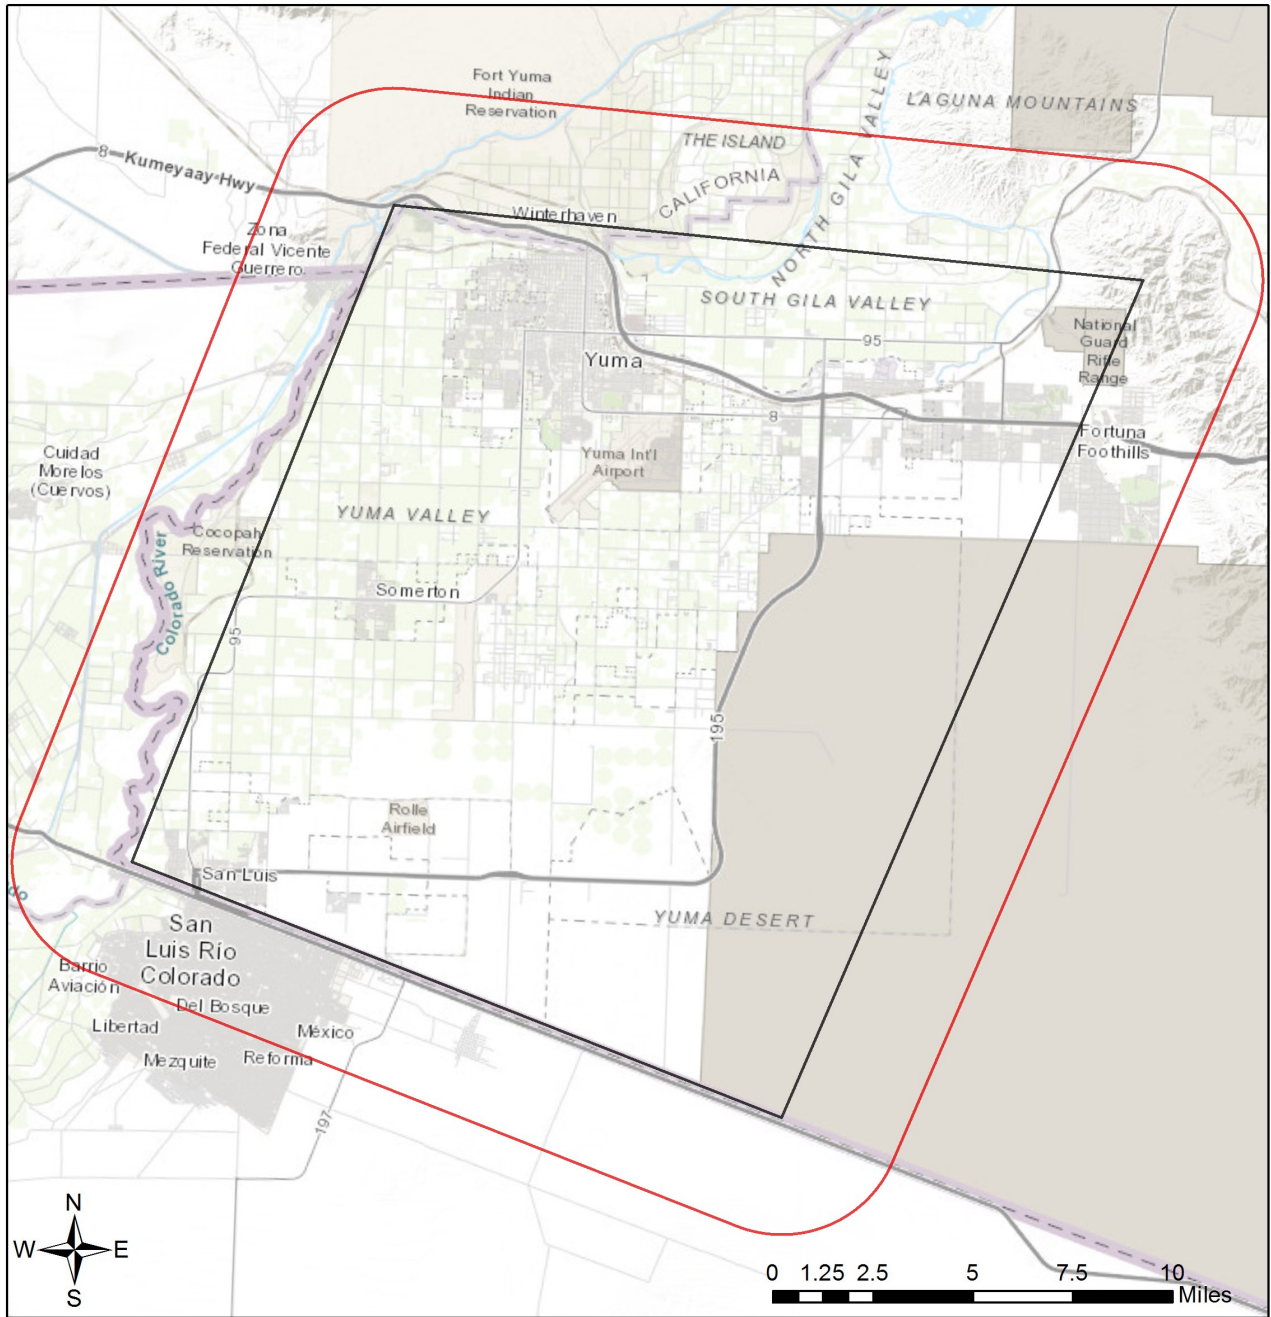 Fort Yuma
Indian
Reservation
LAGUNA MOUNTAINS
THE ISLAND
CALIFORNIA
NORTH GILA VALLEY
8
Kumeyaay Hwy
Winterhaven
Zona
Federal Vicente
Guerrero
SOUTH GILA VALLEY
National
Guard
Rifle
Range
95
Yuma
8
Fortuna
Foothills
Cuidad
Morelos
(Cuervos)
Yuma Int'l
Airport
YUMA VALLEY
Cocopah
Reservation
Colorado River
Somerton
95
195
Rolle
Airfield
San Luis
YUMA DESERT
San
Luis Río
Colorado
Barrio
Aviación
Del Bosque
Libertad
México
Mezquite
Reforma
197
N
W E
S
0 1.25 2.5 5 7.5 10
Miles